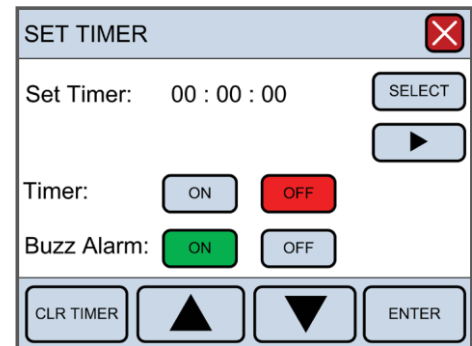 SET TIMER
Set Timer: 00 : 00 : 00 SELECT
Timer: ON OFF
Buzz Alarm: ON OFF
CLR TIMER ENTER